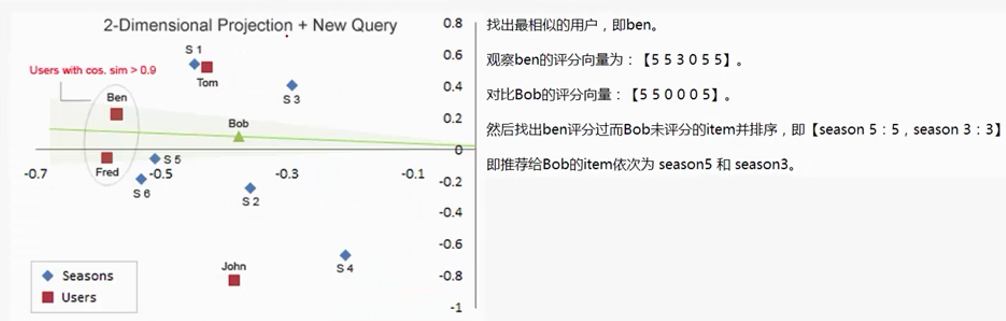 2-Dimensional Projection + New Query
Users with cos. sim > 0.9
S 1
Tom
S 3
Ben
Bob
Fred
S 5
S 6
S 2
John
S 4
0.8
0.6
0.4
0.2
0
-0.7
-0.5
-0.3
-0.1
-0.2
-0.4
-0.6
-0.8
-1
Seasons
Users
找出最相似的用户，即ben。
观察ben的评分向量为：【5 5 3 0 5 5】。
对比Bob的评分向量：【5 5 0 0 0 5】。
然后找出ben评分过而Bob未评分的item并排序，即【season 5：5，season 3：3】
即推荐给Bob的item依次为 season5 和 season3。